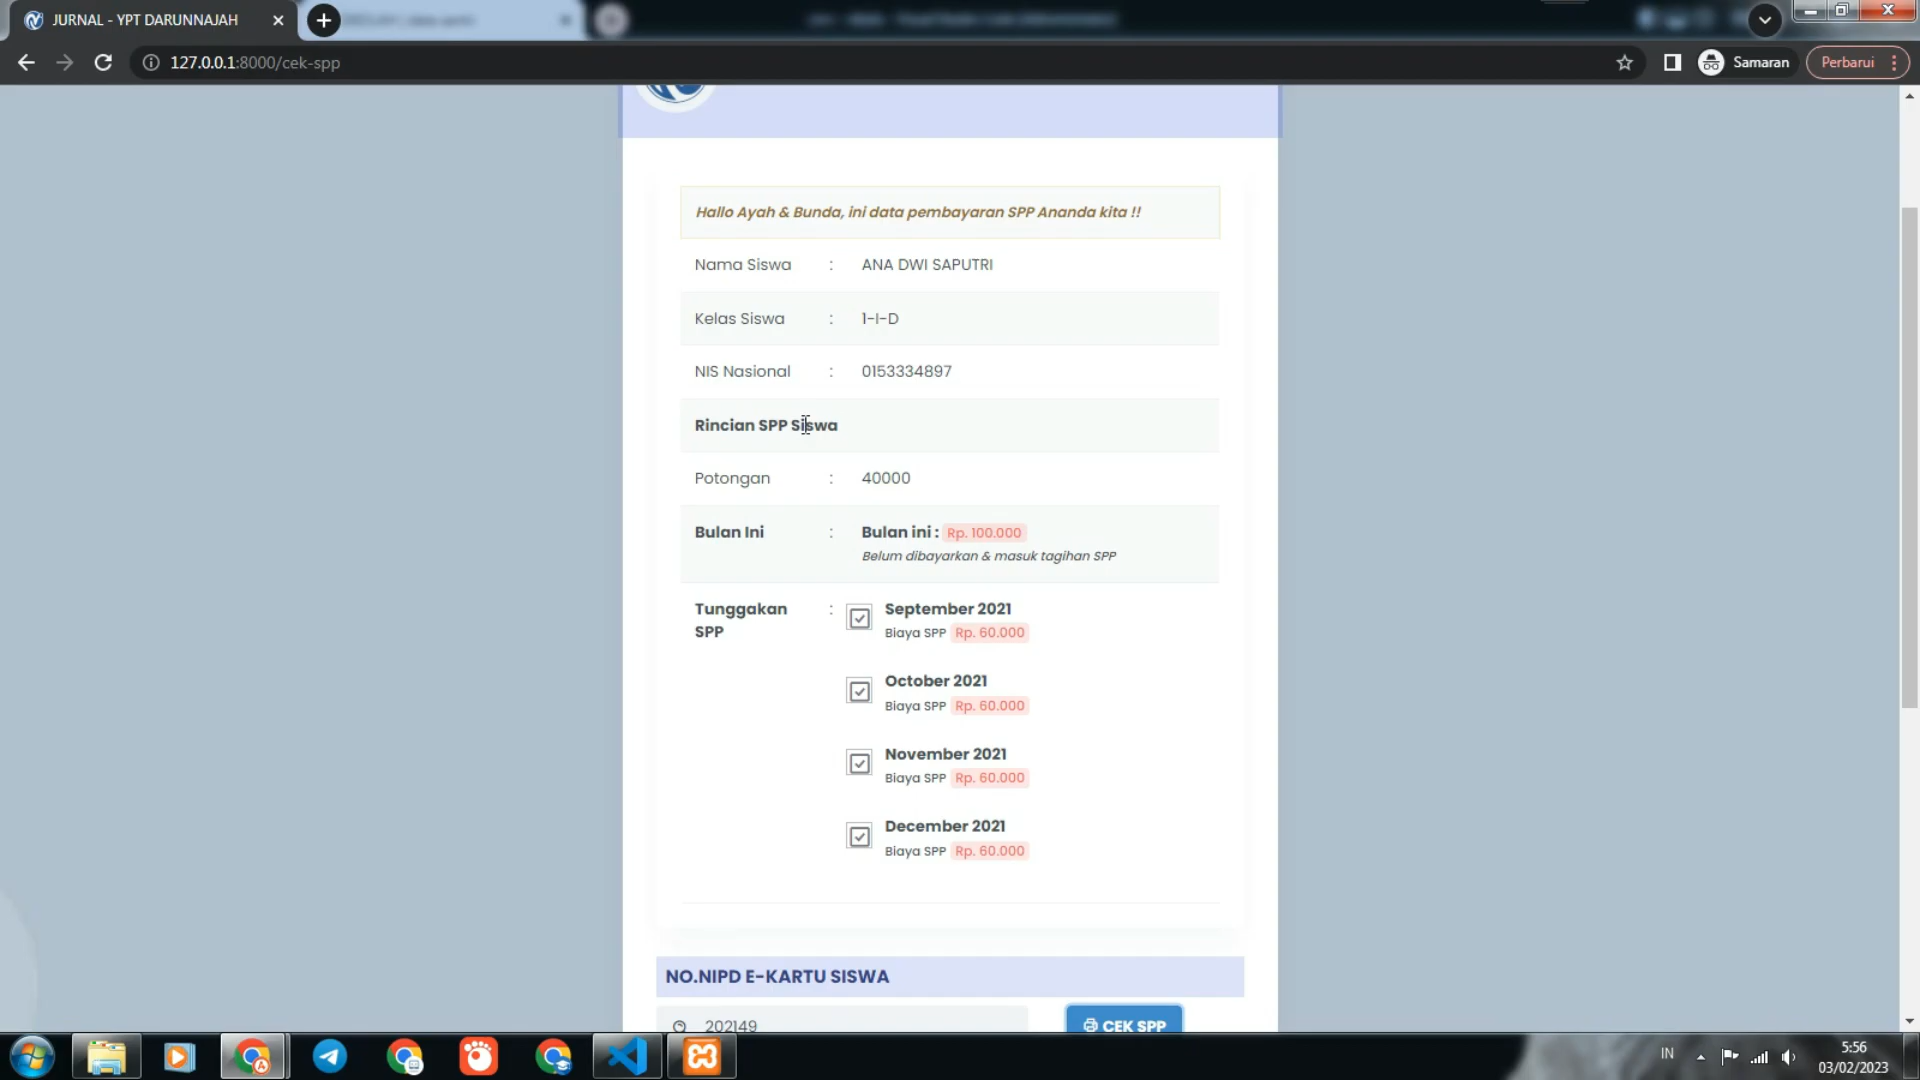 JURNAL - YPT DARUNNAJAH
127.0.0.1:8000/cek-spp
Samaran
Perbarui
Hallo Ayah & Bunda, ini data pembayaran SPP Ananda kita !!
Nama Siswa : ANA DWI SAPUTRI
Kelas Siswa : 1-I-D
NIS Nasional : 0153334897
Rincian SPP Siswa
Potongan : 40000
Bulan Ini : Bulan ini : Rp. 100.000
Belum dibayarkan & masuk tagihan SPP
Tunggakan : September 2021
SPP Biaya SPP Rp. 60.000
October 2021
Biaya SPP Rp. 60.000
November 2021
Biaya SPP Rp. 60.000
December 2021
Biaya SPP Rp. 60.000
NO.NIPD E-KARTU SISWA
202149 CEK SPP
IN
5:56
03/02/2023